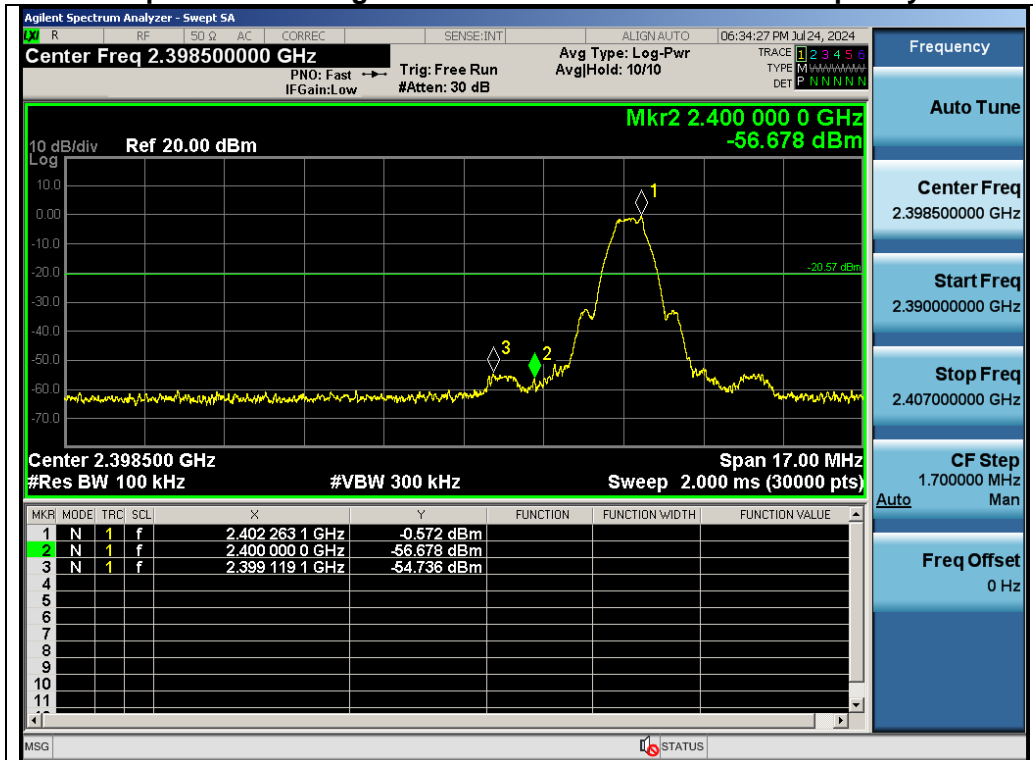 Agilent Spectrum Analyzer - Swept SA
LXI R RF 50 Ω AC CORREC SENSE:INT ALIGN AUTO 06:34:27 PM Jul 24, 2024
Center Freq 2.398500000 GHz
PNO: Fast
IFGain:Low
Trig: Free Run
#Atten: 30 dB
Avg Type: Log-Pwr
Avg|Hold: 10/10
TRACE 1 2 3 4 5 6
TYPE M WWWWW
DET P N N N N N
Mkr2 2.400 000 0 GHz
-56.678 dBm
10 dB/div Ref 20.00 dBm
Log
10.0
0.00
-10.0
-20.0
-30.0
-40.0
-50.0
-60.0
-70.0
1
-20.57 dBm
3
2
Center 2.398500 GHz Span 17.00 MHz
#Res BW 100 kHz #VBW 300 kHz Sweep 2.000 ms (30000 pts)
MKR MODE TRC SCL X Y FUNCTION FUNCTION WIDTH FUNCTION VALUE
1 N 1 f 2.402 263 1 GHz -0.572 dBm
2 N 1 f 2.400 000 0 GHz -56.678 dBm
3 N 1 f 2.399 119 1 GHz -54.736 dBm
4
5
6
7
8
9
10
11
MSG STATUS
Frequency
Auto Tune
Center Freq
2.398500000 GHz
Start Freq
2.390000000 GHz
Stop Freq
2.407000000 GHz
CF Step
1.700000 MHz
Auto Man
Freq Offset
0 Hz